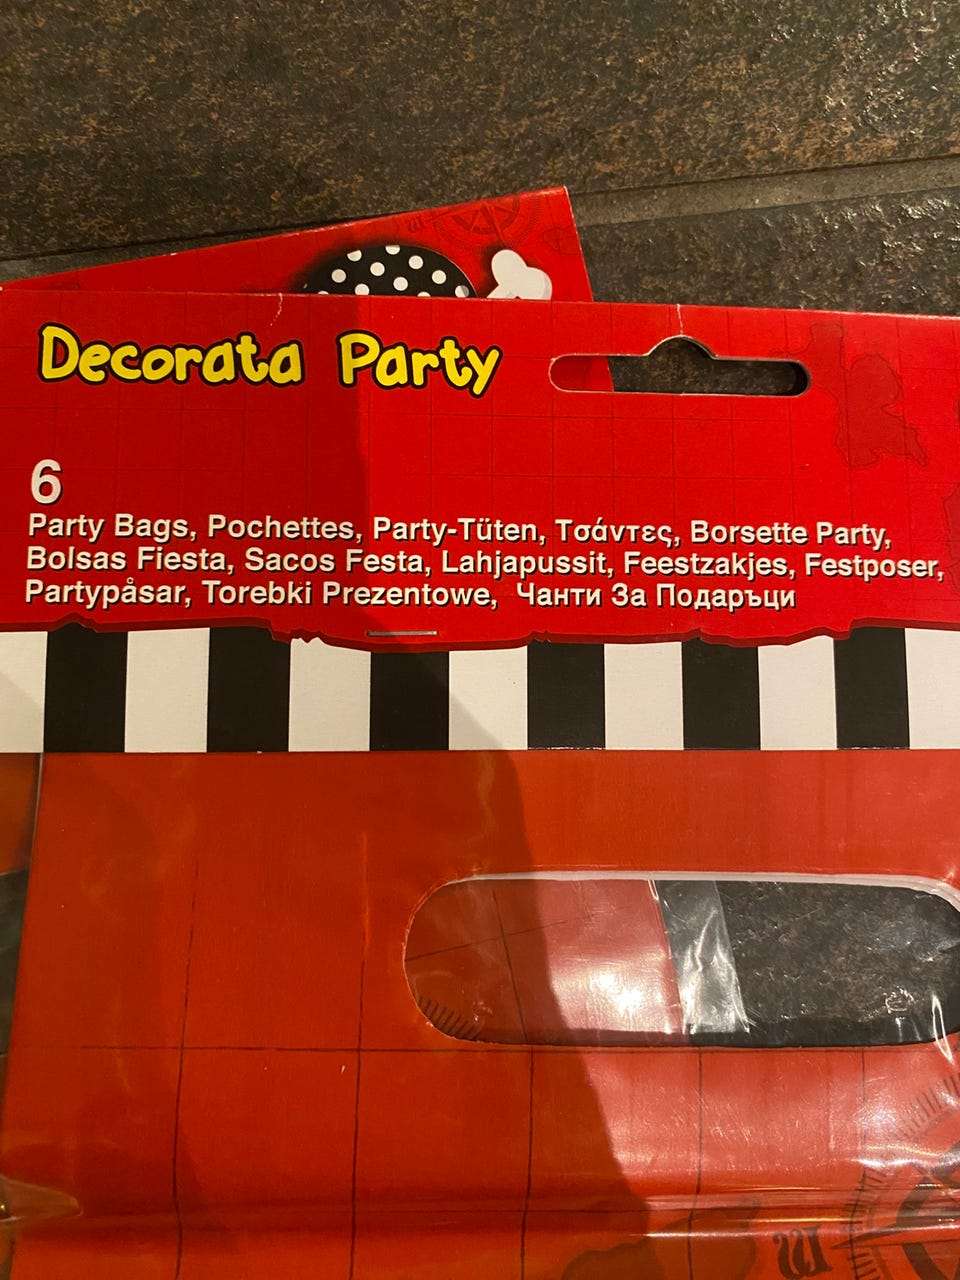 Decorata Party
6
Party Bags, Pochettes, Party-Tüten, Τσάντες, Borsette Party,
Bolsas Fiesta, Sacos Festa, Lahjapussit, Feestzakjes, Festposer,
Partypåsar, Torebki Prezentowe, Чанти За Подаръци